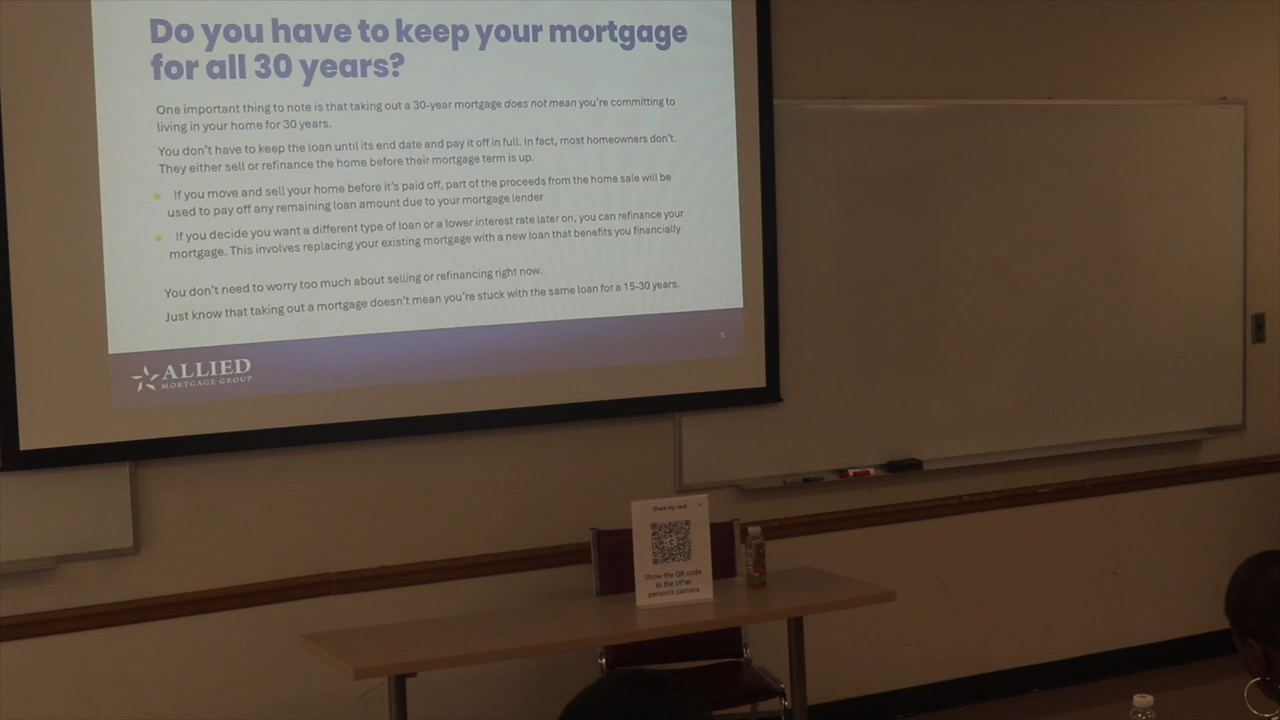 Do you have to keep your mortgage
for all 30 years?
One important thing to note is that taking out a 30-year mortgage does not mean you're committing to
living in your home for 30 years.
You don't have to keep the loan until its end date and pay it off in full. In fact, most homeowners don't.
They either sell or refinance the home before their mortgage term is up.
If you move and sell your home before it's paid off, part of the proceeds from the home sale will be
used to pay off any remaining loan amount due to your mortgage lender
If you decide you want a different type of loan or a lower interest rate later on, you can refinance your
mortgage. This involves replacing your existing mortgage with a new loan that benefits you financially
You don't need to worry too much about selling or refinancing right now.
Just know that taking out a mortgage doesn't mean you're stuck with the same loan for a 15-30 years.
5
ALLIED
MORTGAGE GROUP
Share my card
Show the QR code
to the other
person's camera